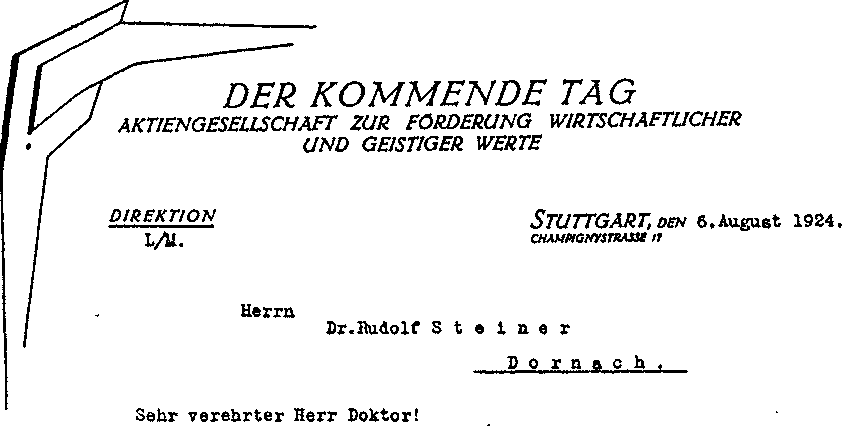 DER KOMMENDE TAG
AKTIENGESELLSCHAFT ZUR FÖRDERUNG WIRTSCHAFTLICHER
UND GEISTIGER WERTE
DIREKTION
L/M.
STUTTGART, DEN 6.August 1924.
CHAMPIGNYSTRASSE 17
Herrn
Dr.Rudolf S t e i n e r
D o r n a c h .
Sehr verehrter Herr Doktor!